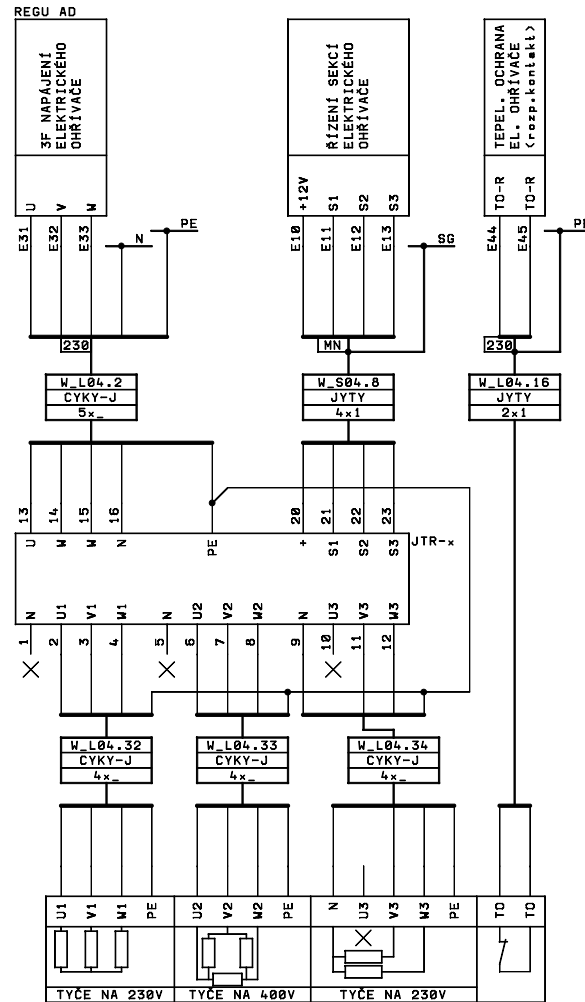 REGU AD
3F NAPÁJENÍ
ELEKTRICKÉHO
OHŘÍVAČE
ŘÍZENÍ SEKCÍ
ELEKTRICKÉHO
OHŘÍVAČE
TEPEL. OCHRANA
EL. OHŘÍVAČE
(rozp.kontakt)
U V W
+12V S1 S2 S3
TO-R TO-R
E31 E32 E33 N PE
E10 E11 E12 E13 SG
E44 E45 PE
230
MN
230
W_L04.2
CYKY-J
5x_
W_S04.8
JYTY
4x1
W_L04.16
JYTY
2x1
13 14 15 16 20 21 22 23
U W W N PE + S1 S2 S3
JTR-x
N U1 V1 W1 N U2 V2 W2 N U3 V3 W3
1 2 3 4 5 6 7 8 9 10 11 12
W_L04.32
CYKY-J
4x_
W_L04.33
CYKY-J
4x_
W_L04.34
CYKY-J
4x_
U1 V1 W1 PE
U2 V2 W2 PE
N U3 V3 W3 PE
TO TO
TYČE NA 230V
TYČE NA 400V
TYČE NA 230V